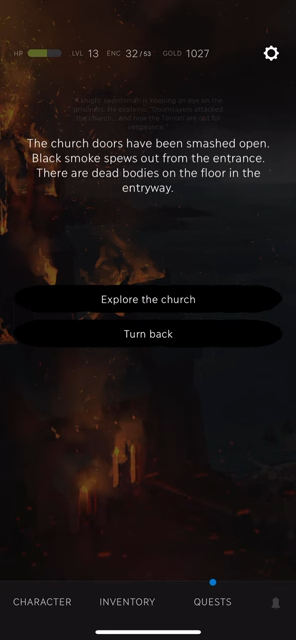 HP LVL 13 ENC 32/53 GOLD 1027
The church doors have been smashed open.
Black smoke spews out from the entrance.
There are dead bodies on the floor in the
entryway.
Explore the church
Turn back
CHARACTER INVENTORY QUESTS